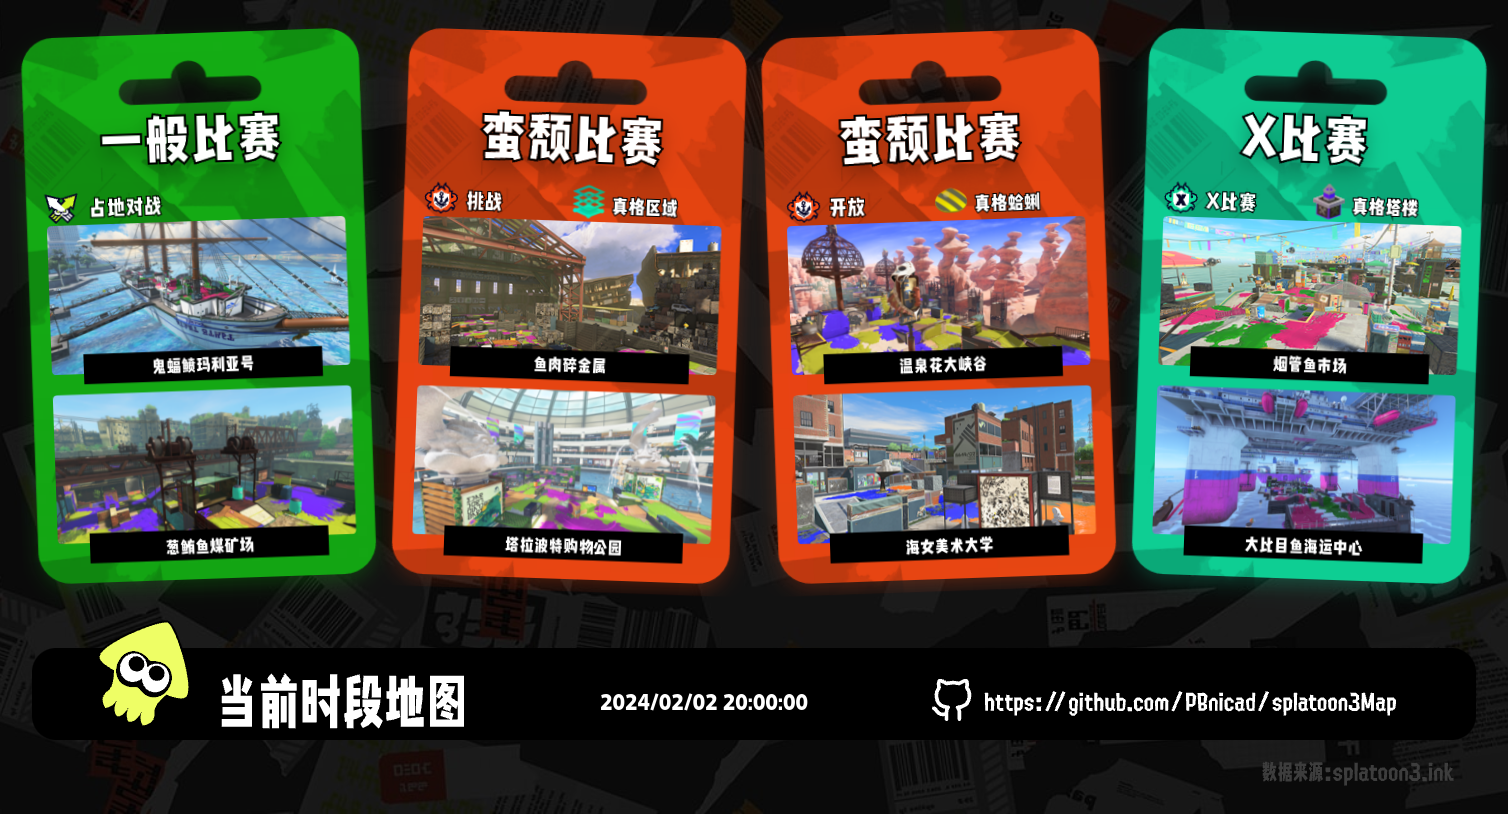 一般比赛
占地对战
鬼蝠鲼玛利亚号
葱鲔鱼煤矿场
蛮颓比赛
挑战
真格区域
鱼肉碎金属
塔拉波特购物公园
蛮颓比赛
开放
真格蛤蜊
温泉花大峡谷
海女美术大学
X比赛
X比赛
真格塔楼
烟管鱼市场
大比目鱼海运中心
当前时段地图
2024/02/02 20:00:00
https://github.com/PBnicad/splatoon3Map
数据来源:splatoon3.ink